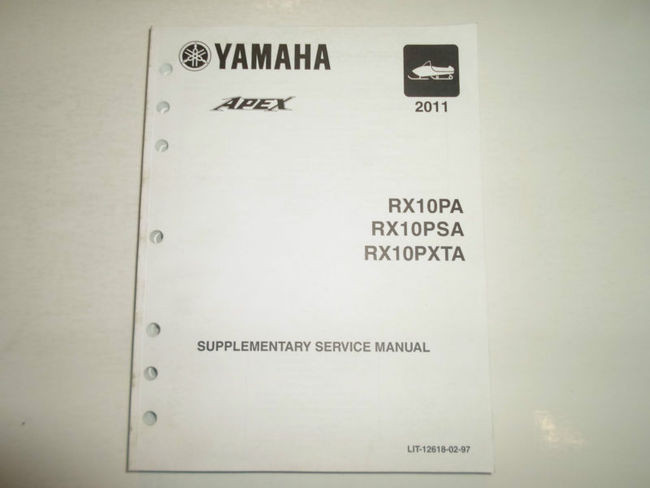 YAMAHA
APEX
2011
RX10PA
RX10PSA
RX10PXTA
SUPPLEMENTARY SERVICE MANUAL
LIT-12618-02-97